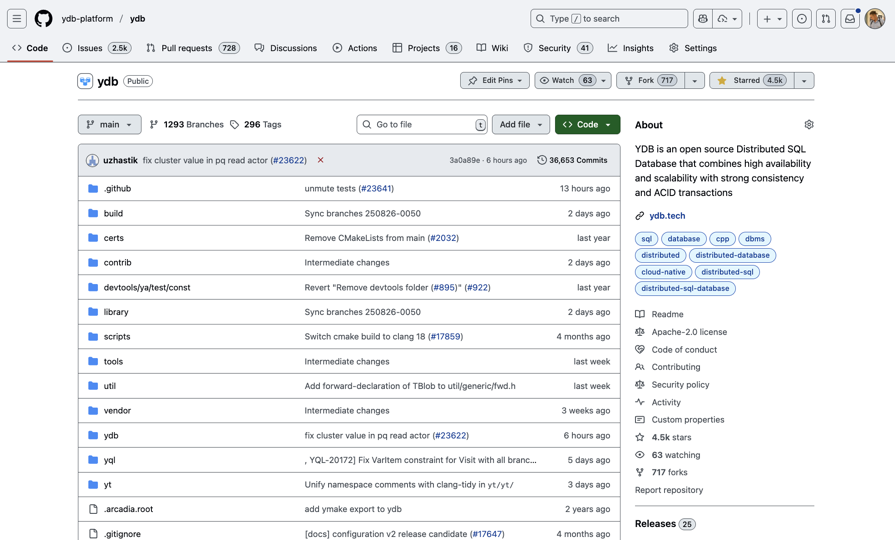 ydb-platform / ydb
Type / to search
Code
Issues 2.5k
Pull requests 728
Discussions
Actions
Projects 16
Wiki
Security 41
Insights
Settings
ydb Public
Edit Pins
Watch 63
Fork 717
Starred 4.5k
main
1293 Branches
296 Tags
Go to file t
Add file
Code
uzhastik fix cluster value in pq read actor (#23622) 3a0a89e · 6 hours ago 36,653 Commits
.github unmute tests (#23641) 13 hours ago
build Sync branches 250826-0050 2 days ago
certs Remove CMakeLists from main (#2032) last year
contrib Intermediate changes 2 days ago
devtools/ya/test/const Revert "Remove devtools folder (#895)" (#922) last year
library Sync branches 250826-0050 2 days ago
scripts Switch cmake build to clang 18 (#17859) 4 months ago
tools Intermediate changes last week
util Add forward-declaration of TBlob to util/generic/fwd.h last week
vendor Intermediate changes 3 weeks ago
ydb fix cluster value in pq read actor (#23622) 6 hours ago
yql , YQL-20172] Fix VarItem constraint for Visit with all branc... 5 days ago
yt Unify namespace comments with clang-tidy in yt/yt/ 3 days ago
.arcadia.root add ymake export to ydb 2 years ago
.gitignore [docs] configuration v2 release candidate (#17647) 4 months ago
About
YDB is an open source Distributed SQL
Database that combines high availability
and scalability with strong consistency
and ACID transactions
ydb.tech
sql database cpp dbms
distributed distributed-database
cloud-native distributed-sql
distributed-sql-database
Readme
Apache-2.0 license
Code of conduct
Contributing
Security policy
Activity
Custom properties
4.5k stars
63 watching
717 forks
Report repository
Releases 25